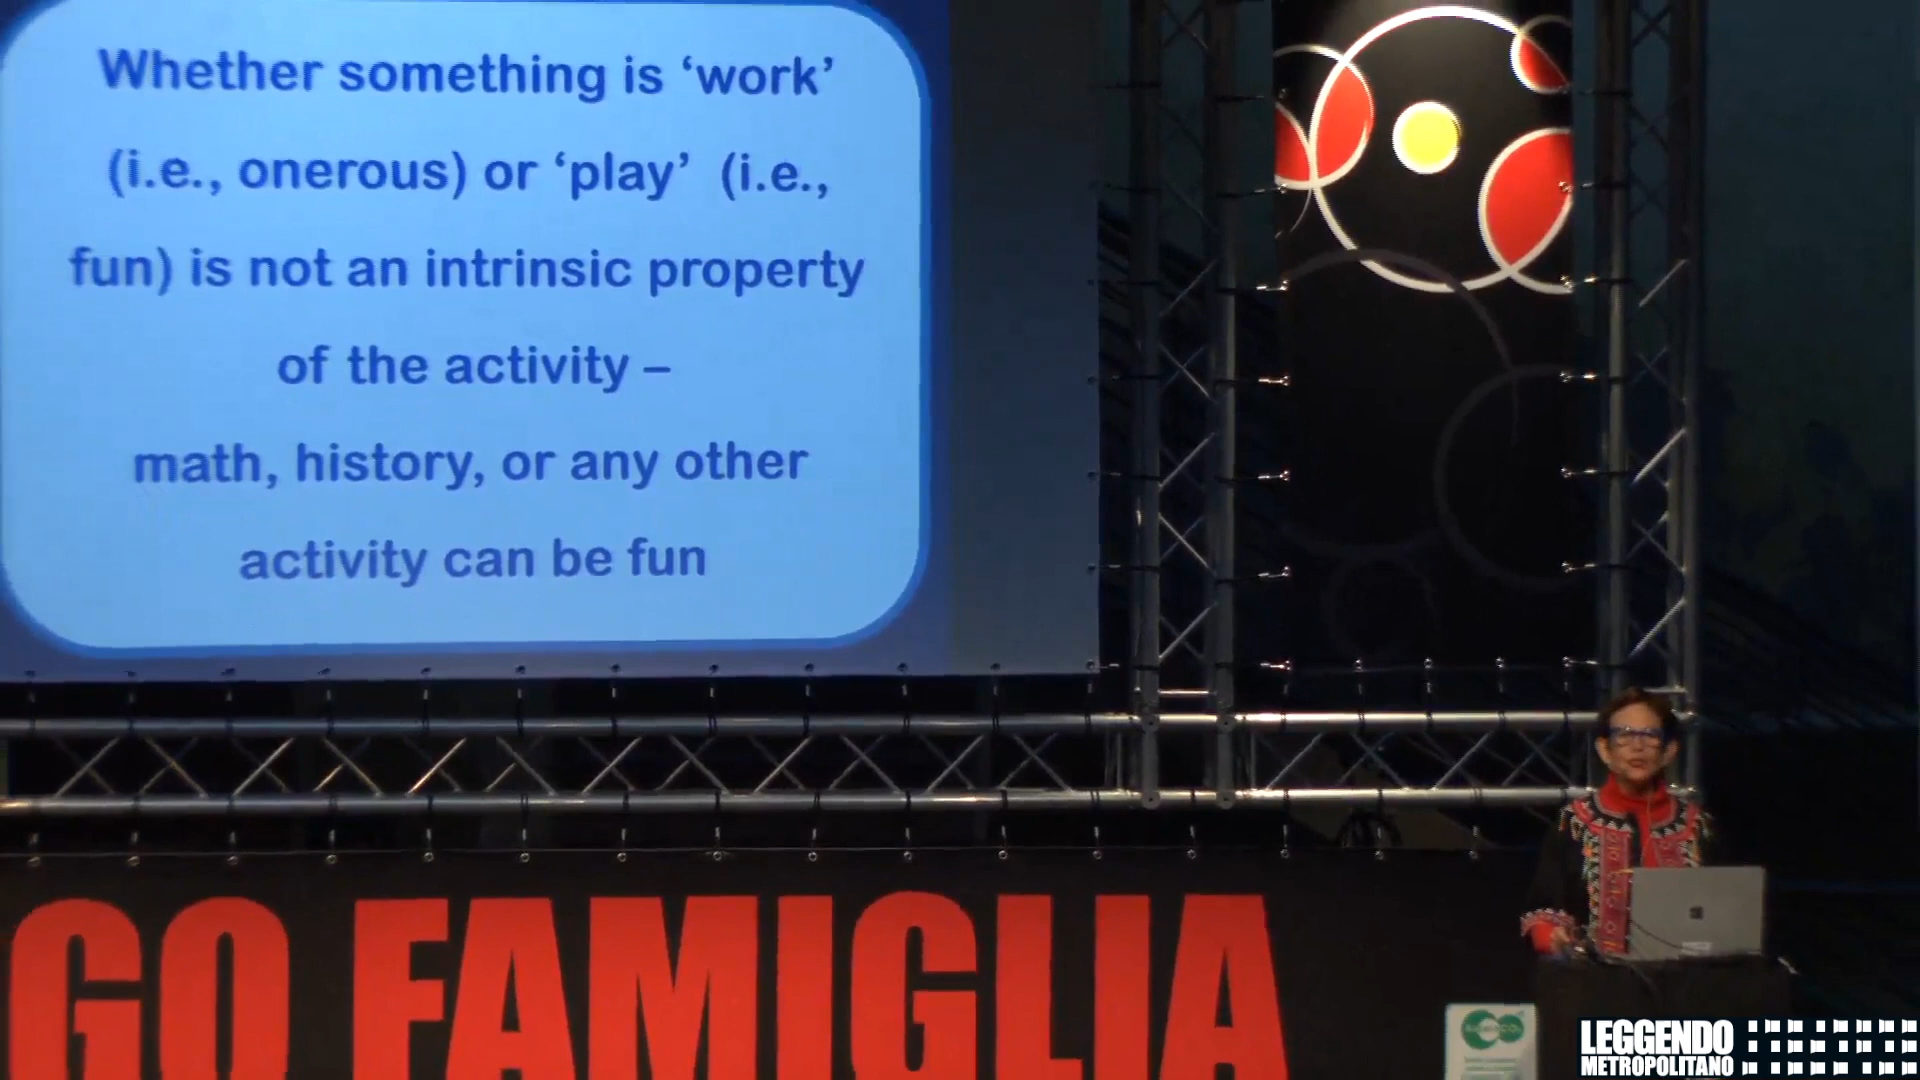 Whether something is ‘work’
(i.e., onerous) or ‘play’ (i.e.,
fun) is not an intrinsic property
of the activity –
math, history, or any other
activity can be fun
GO FAMIGLIA
LEGGENDO
METROPOLITANO